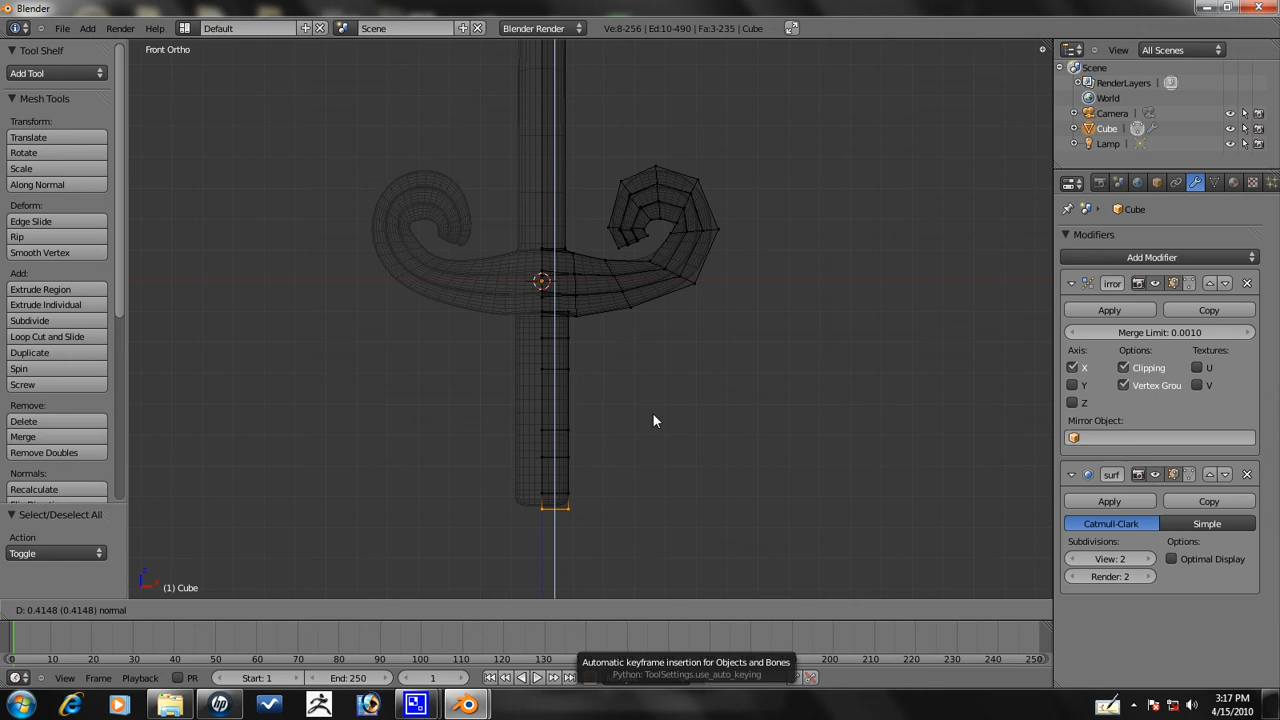 Blender
File Add Render Help Default Scene Blender Render Ve:8-256 | Ed:10-490 | Fa:3-235 | Cube
Tool Shelf
Add Tool
Mesh Tools
Transform:
Translate
Rotate
Scale
Along Normal
Deform:
Edge Slide
Rip
Smooth Vertex
Add:
Extrude Region
Extrude Individual
Subdivide
Loop Cut and Slide
Duplicate
Spin
Screw
Remove:
Delete
Merge
Remove Doubles
Normals:
Recalculate
Select/Deselect All
Action
Toggle
Front Ortho
z
x
(1) Cube
View All Scenes
Scene
RenderLayers
World
Camera
Cube
Lamp
Cube
Modifiers
Add Modifier
irror
Apply Copy
Merge Limit: 0.0010
Axis: Options: Textures:
X Clipping U
Y Vertex Grou V
Z
Mirror Object:
surf
Apply Copy
Catmull-Clark Simple
Subdivisions: Options:
View: 2 Optimal Display
Render: 2
D: 0.4148 (0.4148) normal
0 10 20 30 40 50 60 70 80 90 100 110 120 130 200 210 220 230 240 250
Automatic keyframe insertion for Objects and Bones
Python: ToolSettings.use_auto_keying
View Frame Playback PR Start: 1 End: 250 1
3:17 PM
4/15/2010